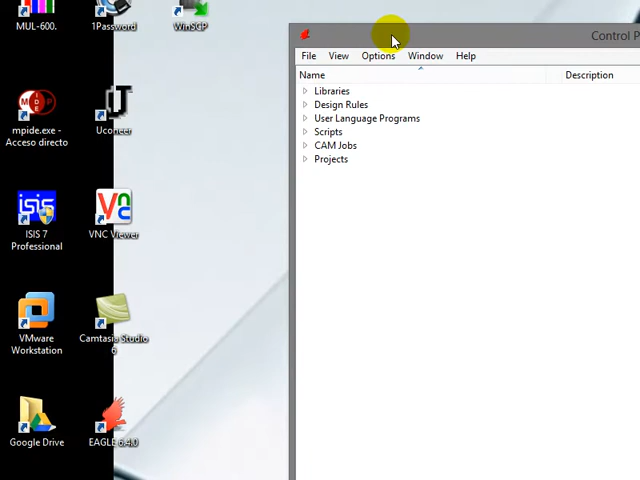 MUL-600.
1Password
WinSCP
mpide.exe -
Acceso directo
Uconeer
ISIS 7
Professional
VNC Viewer
VMware
Workstation
Camtasia Studio
6
Google Drive
EAGLE 6.4.0
Control P
File View Options Window Help
Name Description
Libraries
Design Rules
User Language Programs
Scripts
CAM Jobs
Projects